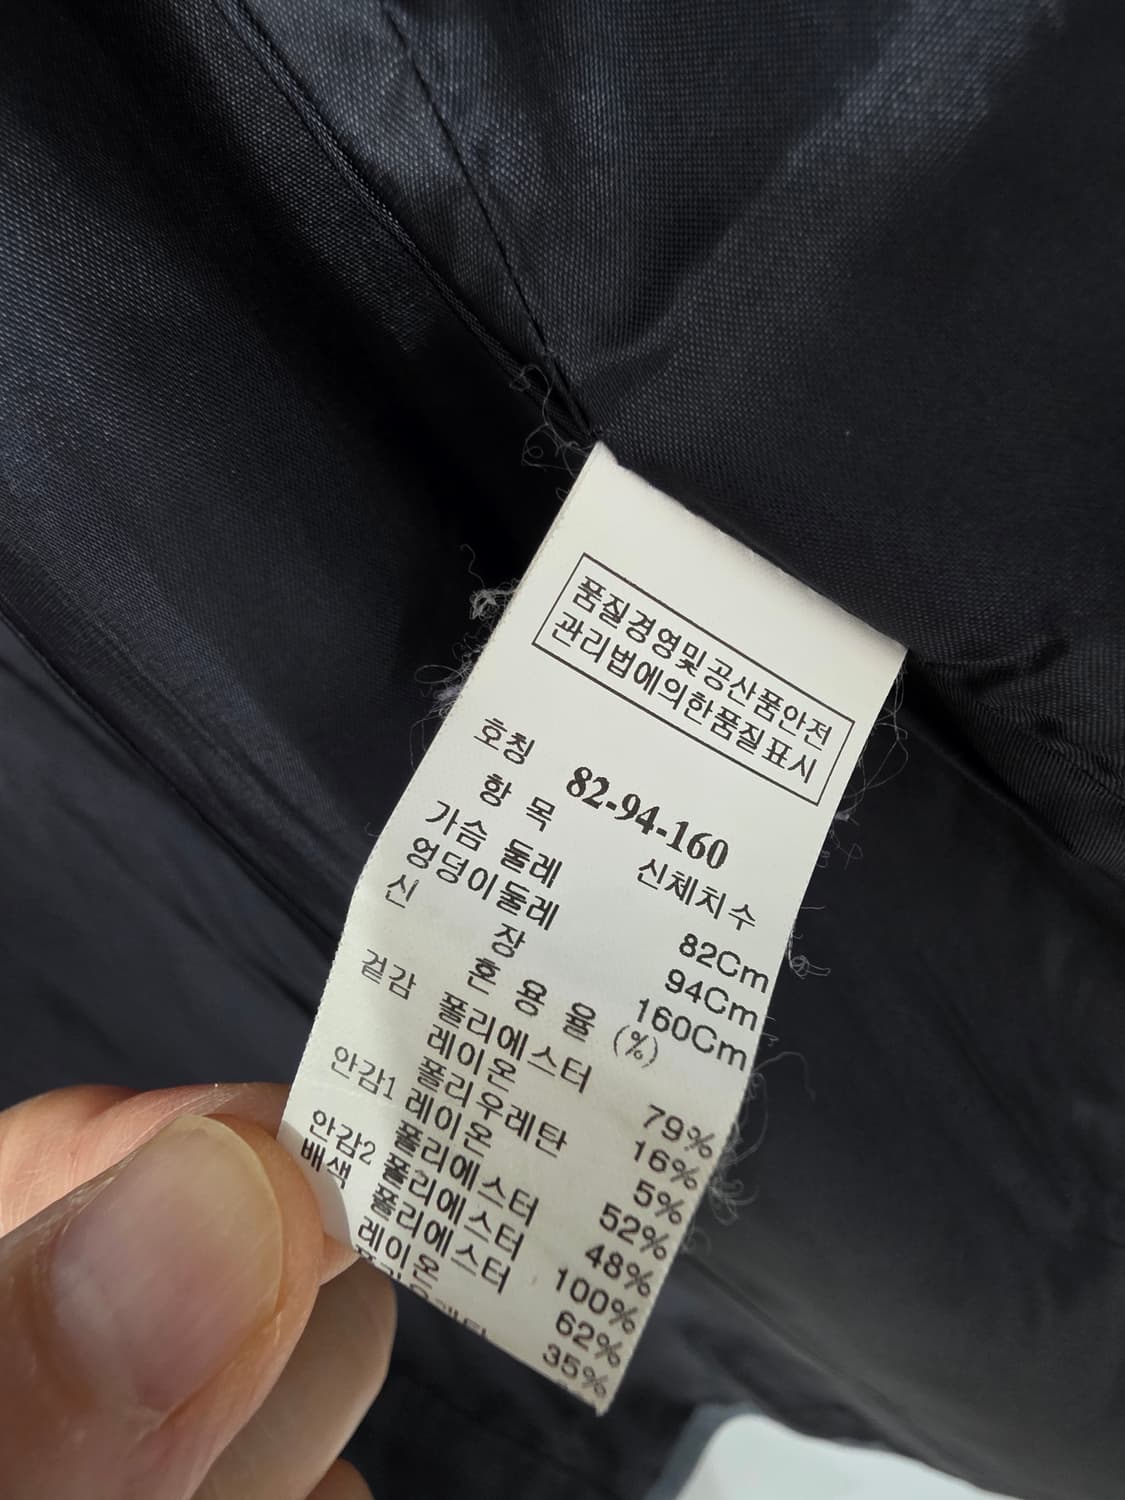 품질경영및공산품안전
관리법에의한품질표시
호칭 82-94-160
항 목 신체치수
가슴 둘레 82Cm
엉덩이둘레 94Cm
신 장 160Cm
혼 용 율 (%)
겉감 폴리에스터 79%
레이온 16%
폴리우레탄 5%
안감1 레이온 52%
폴리에스터 48%
안감2 폴리에스터 100%
배색 폴리에스터 62%
레이온 35%